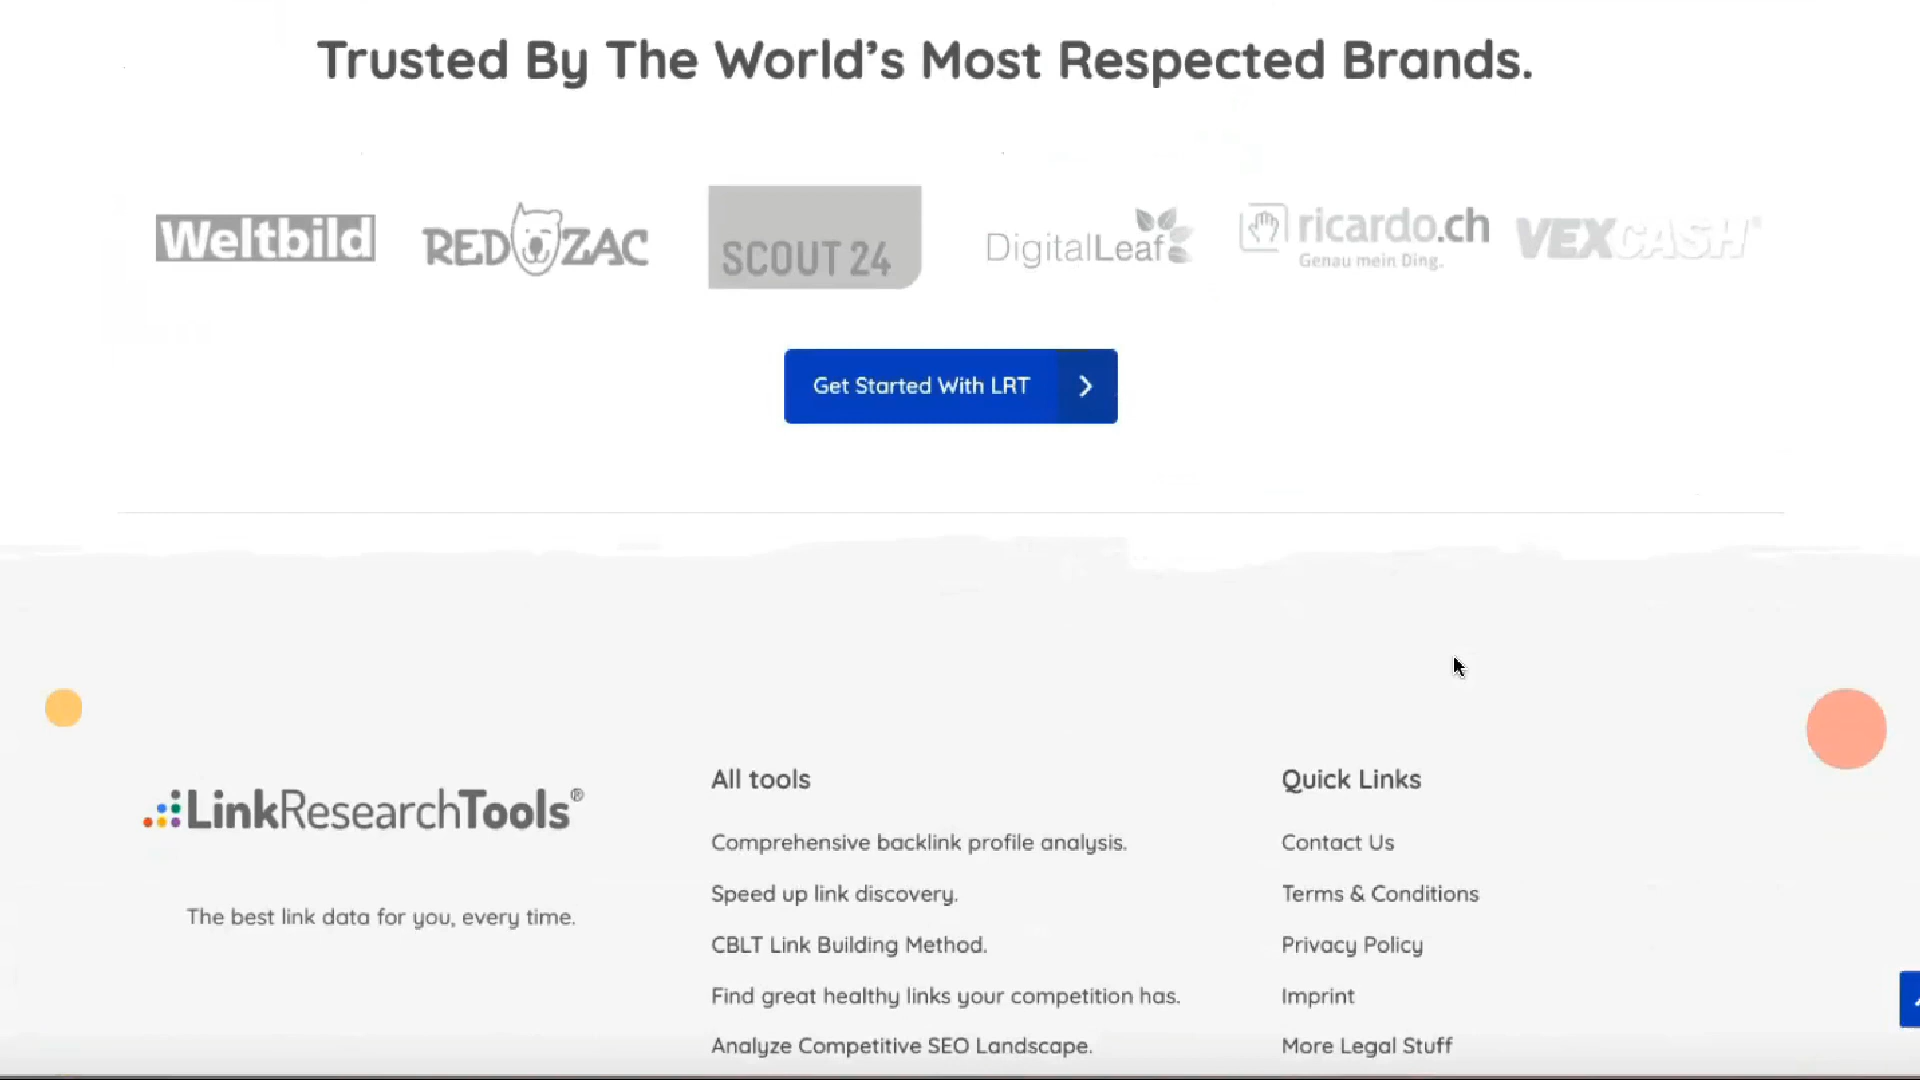 Trusted By The World's Most Respected Brands.
Weltbild
RED ZAC
SCOUT 24
DigitalLeaf
ricardo.ch
Genau mein Ding.
VEXCASH®
Get Started With LRT
LinkResearchTools®
The best link data for you, every time.
All tools
Comprehensive backlink profile analysis.
Speed up link discovery.
CBLT Link Building Method.
Find great healthy links your competition has.
Analyze Competitive SEO Landscape.
Quick Links
Contact Us
Terms & Conditions
Privacy Policy
Imprint
More Legal Stuff